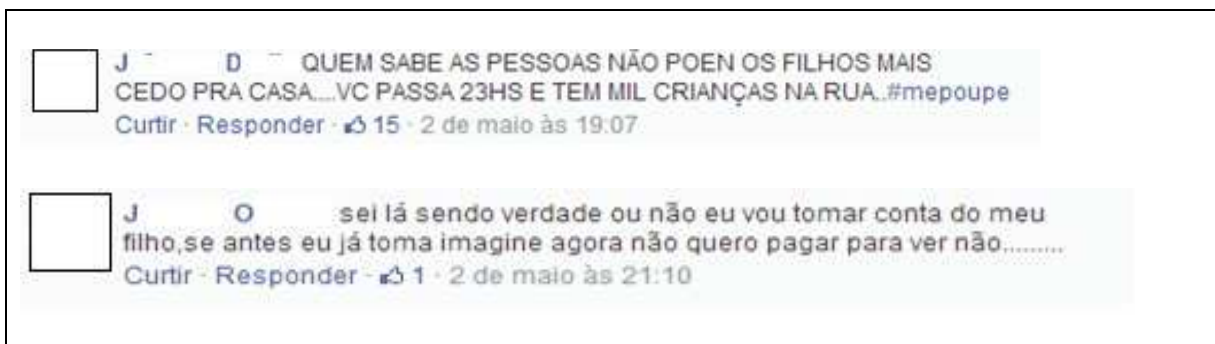 J D QUEM SABE AS PESSOAS NÃO POEN OS FILHOS MAIS
CEDO PRA CASA....VC PASSA 23HS E TEM MIL CRIANÇAS NA RUA..#mepoupe
Curtir · Responder · 15 · 2 de maio às 19:07
J O sei lá sendo verdade ou não eu vou tomar conta do meu
filho,se antes eu já toma imagine agora não quero pagar para ver não.........
Curtir · Responder · 1 · 2 de maio às 21:10